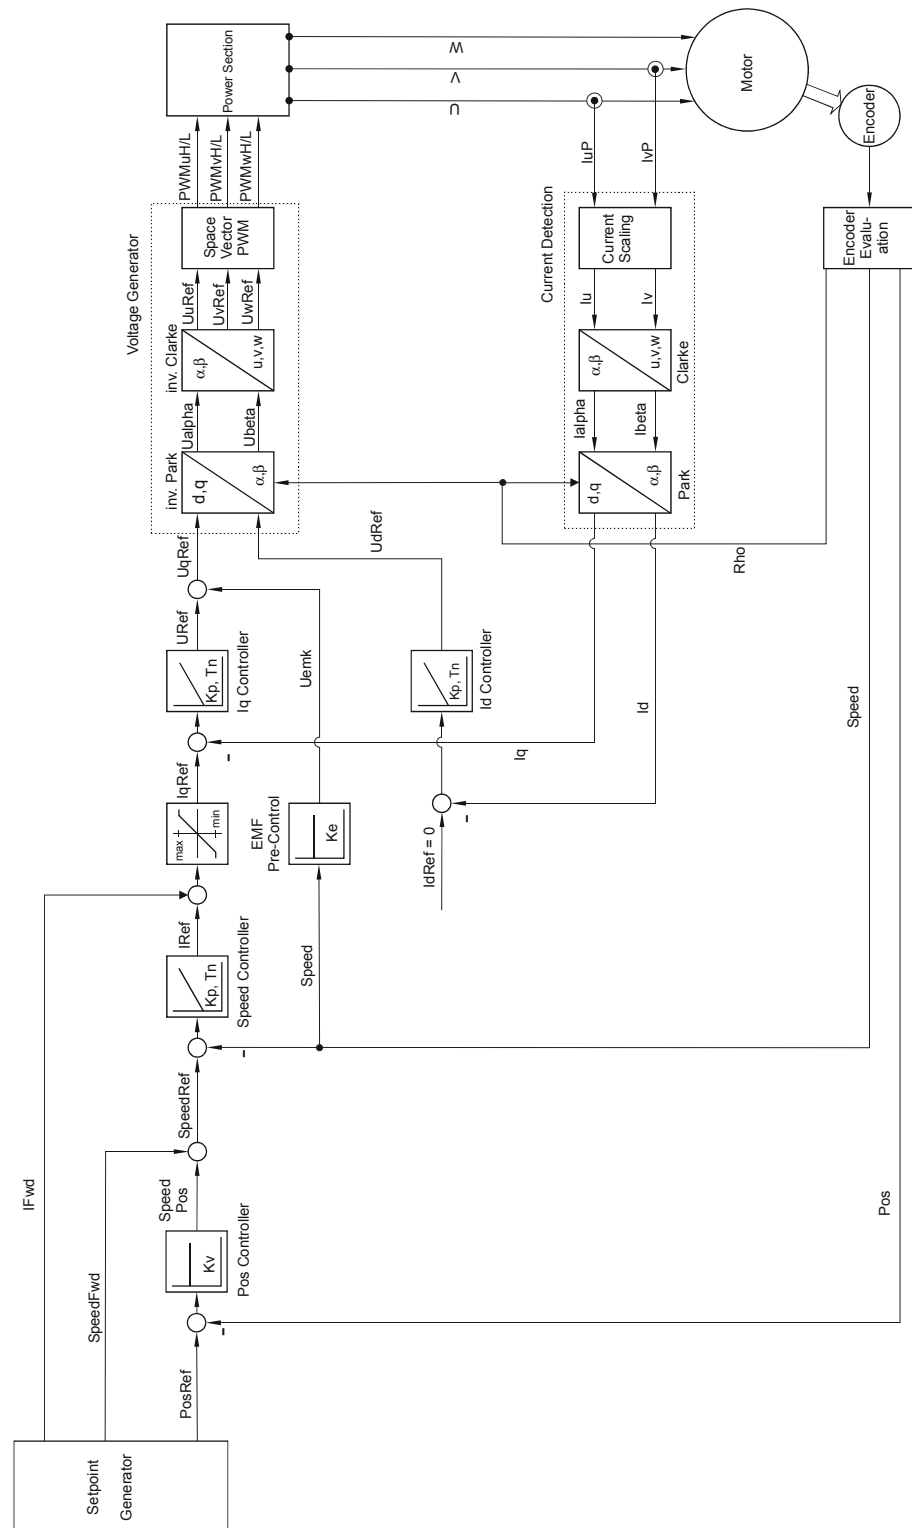 Setpoint
Generator
IFwd
SpeedFwd
PosRef
-
Kv
Pos Controller
Speed
Pos
SpeedRef
-
Kp, Tn
Speed Controller
IRef
max
min
IqRef
-
Kp, Tn
Iq Controller
URef
UqRef
Speed
Ke
EMF
Pre-Control
Uemk
IdRef = 0
-
Kp, Tn
Id Controller
UdRef
Voltage Generator
inv. Park
d,q
α,β
Ualpha
Ubeta
inv. Clarke
α,β
u,v,w
UuRef
UvRef
UwRef
Space
Vector
PWM
PWMuH/L
PWMvH/L
PWMwH/L
Power Section
W
V
U
Motor
Encoder
IuP
IvP
Current Detection
Current
Scaling
Iu
Iv
α,β
u,v,w
Clarke
Ialpha
Ibeta
d,q
α,β
Park
Iq
Id
Rho
Encoder
Evalu-
ation
Speed
Pos